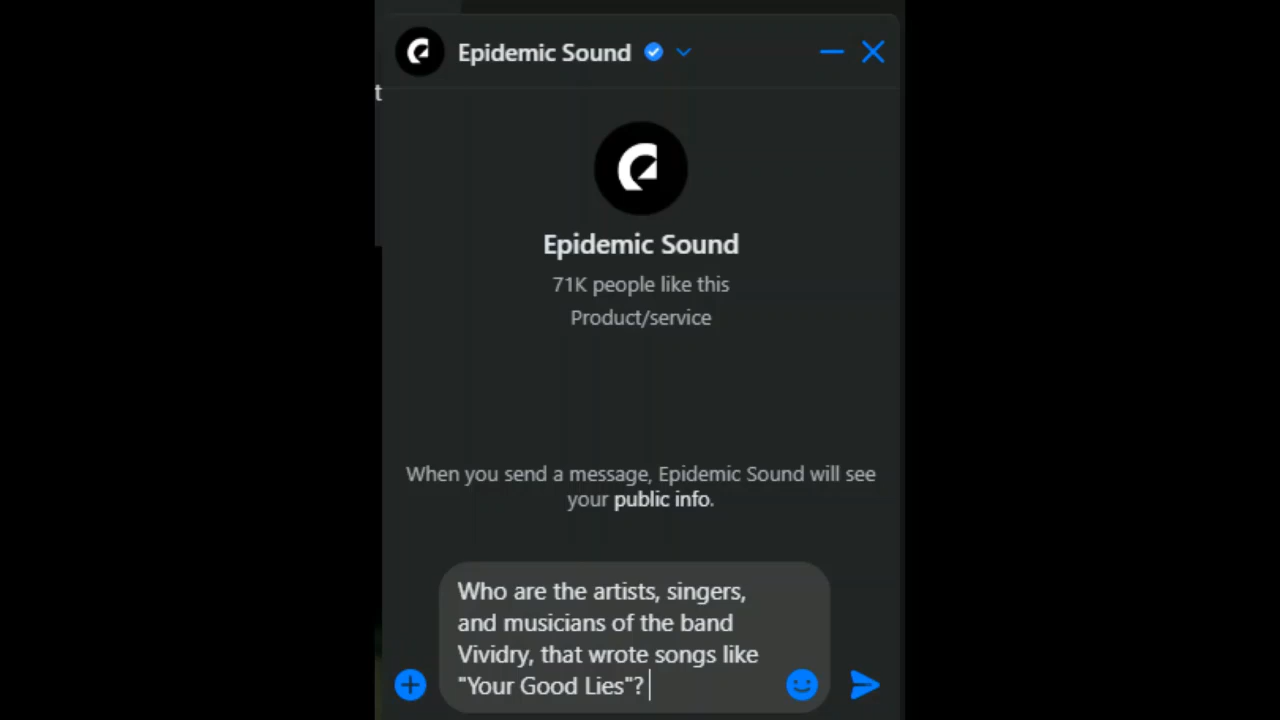 Epidemic Sound
t
Epidemic Sound
71K people like this
Product/service
When you send a message, Epidemic Sound will see
your public info.
Who are the artists, singers,
and musicians of the band
Vividry, that wrote songs like
"Your Good Lies"?